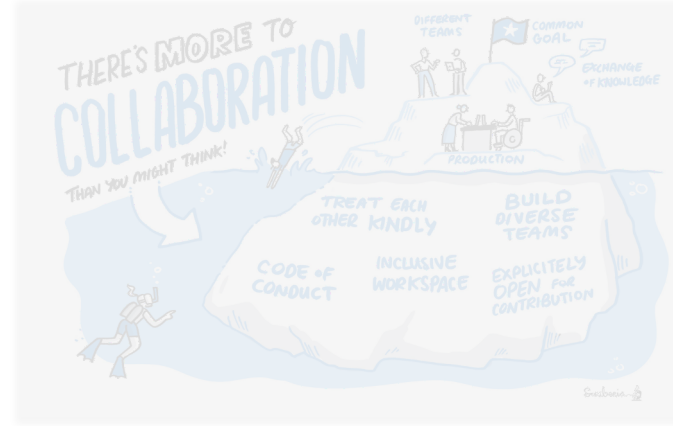 THERE'S MORE TO
COLLABORATION
THAN YOU MIGHT THINK!
DIFFERENT
TEAMS
COMMON
GOAL
YES
EXCHANGE
OF KNOWLEDGE
PRODUCTION
TREAT EACH
OTHER KINDLY
BUILD
DIVERSE
TEAMS
CODE OF
CONDUCT
INCLUSIVE
WORKSPACE
EXPLICITELY
OPEN FOR
CONTRIBUTION